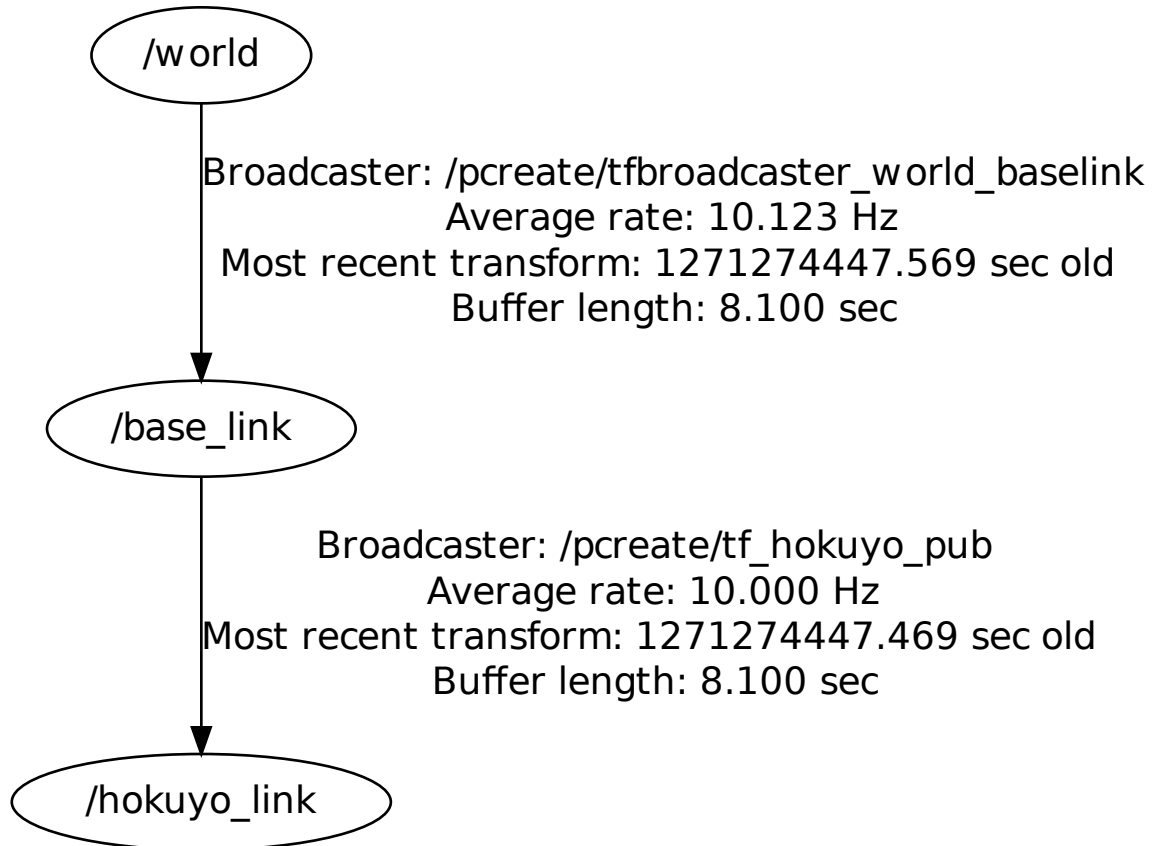 /world
Broadcaster: /pcreate/tfbroadcaster_world_baselink
Average rate: 10.123 Hz
Most recent transform: 1271274447.569 sec old
Buffer length: 8.100 sec
/base_link
Broadcaster: /pcreate/tf_hokuyo_pub
Average rate: 10.000 Hz
Most recent transform: 1271274447.469 sec old
Buffer length: 8.100 sec
/hokuyo_link